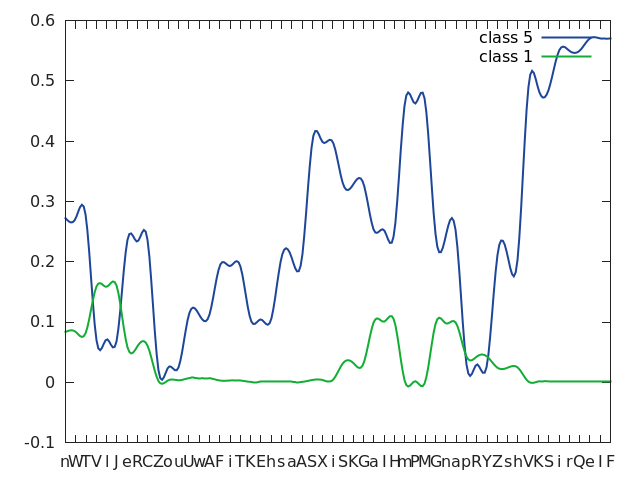 0.6
class 5
class 1
0.5
0.4
0.3
0.2
0.1
0
-0.1
nWTVIJeRCZouUwAFiTKEhsaASXiSKGaIHmPMGnapRYZshVKSirQeIF